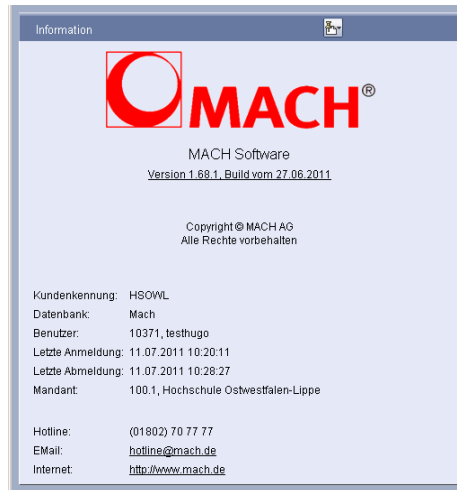 Information
MACH®
MACH Software
Version 1.68.1, Build vom 27.06.2011
Copyright © MACH AG
Alle Rechte vorbehalten
Kundenkennung: HSOWL
Datenbank: Mach
Benutzer: 10371, testhugo
Letzte Anmeldung: 11.07.2011 10:20:11
Letzte Abmeldung: 11.07.2011 10:28:27
Mandant: 100.1, Hochschule Ostwestfalen-Lippe
Hotline: (01802) 70 77 77
EMail: hotline@mach.de
Internet: http://www.mach.de